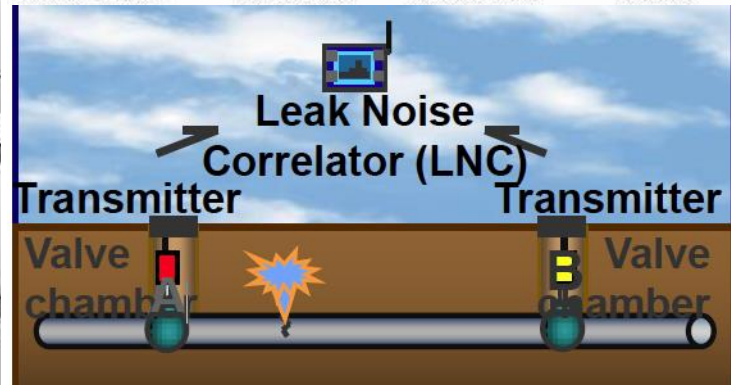 Leak Noise
Correlator (LNC)
Transmitter
Transmitter
Valve
chamber
A
B
Valve
chamber